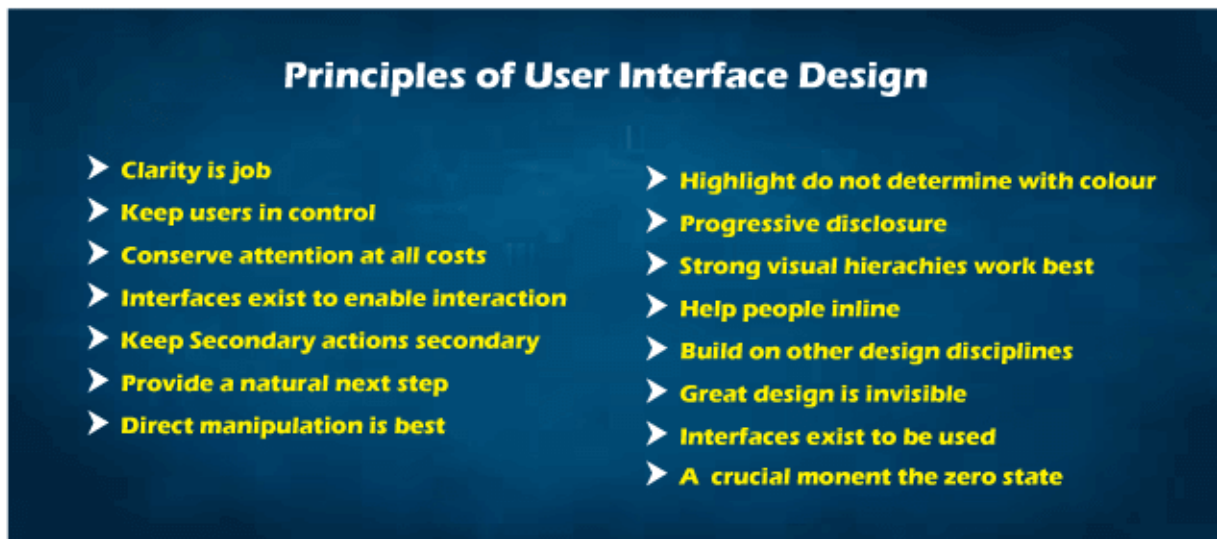 Principles of User Interface Design
Clarity is job
Keep users in control
Conserve attention at all costs
Interfaces exist to enable interaction
Keep Secondary actions secondary
Provide a natural next step
Direct manipulation is best
Highlight do not determine with colour
Progressive disclosure
Strong visual hierachies work best
Help people inline
Build on other design disciplines
Great design is invisible
Interfaces exist to be used
A crucial monent the zero state